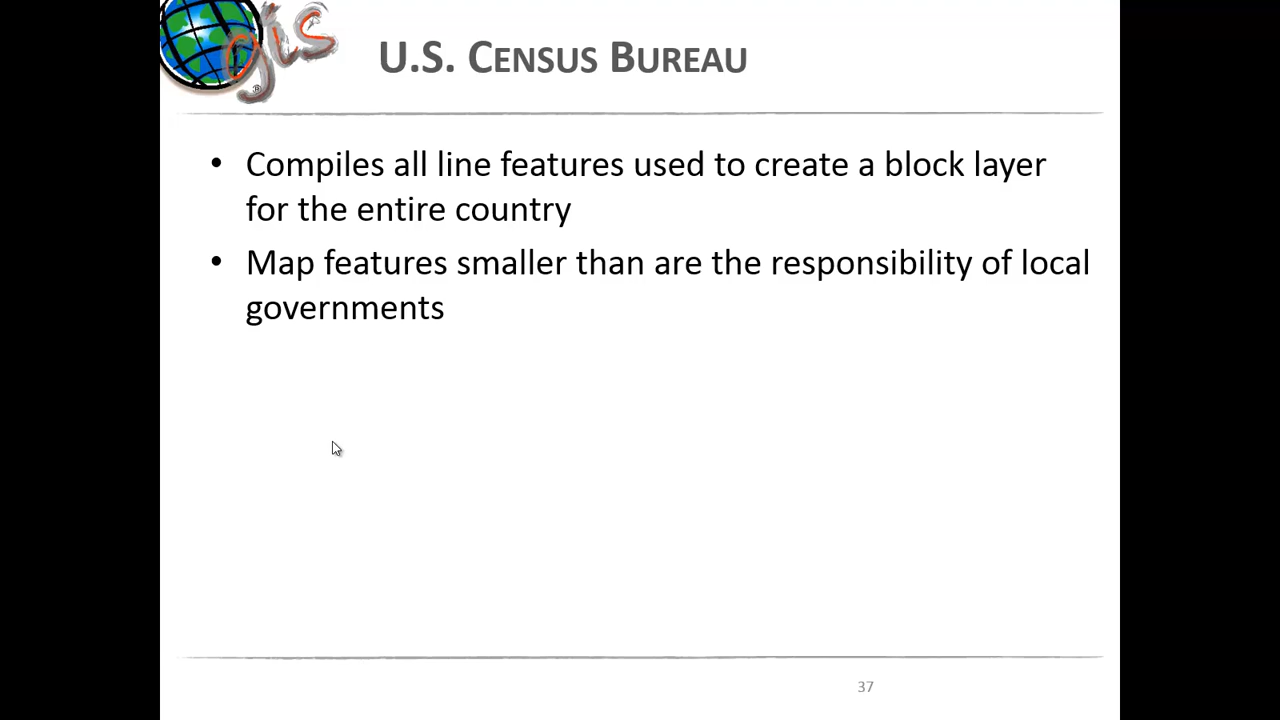 gis
U.S. CENSUS BUREAU
• Compiles all line features used to create a block layer
for the entire country
• Map features smaller than are the responsibility of local
governments
37